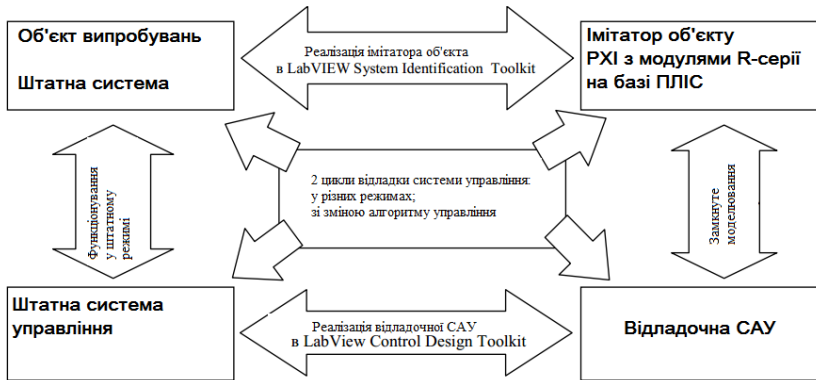 Об'єкт випробувань
Штатна система
Реалізація імітатора об'єкта
в LabVIEW System Identification Toolkit
Імітатор об'єкту
PXI з модулями R-серії
на базі ПЛІС
Функціонування
у штатному
режимі
2 цикли відладки системи управління:
у різних режимах;
зі зміною алгоритму управління
Замкнуте
моделювання
Штатна система
управління
Реалізація відладочної САУ
в LabView Control Design Toolkit
Відладочна САУ